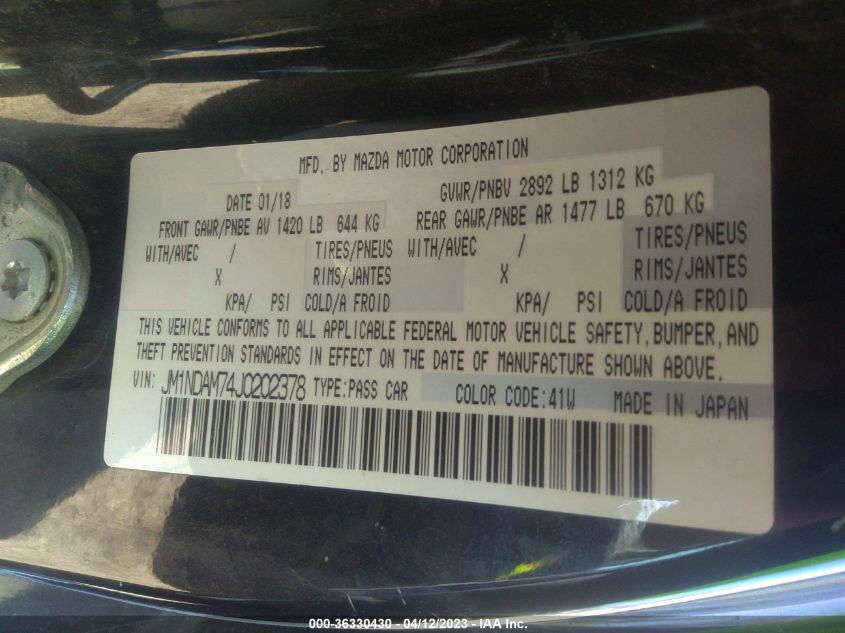 MFD. BY MAZDA MOTOR CORPORATION
DATE 01/18 GVWR/PNBV 2892 LB 1312 KG
FRONT GAWR/PNBE AV 1420 LB 644 KG REAR GAWR/PNBE AR 1477 LB 670 KG
WITH/AVEC / TIRES/PNEUS WITH/AVEC / TIRES/PNEUS
X RIMS/JANTES X RIMS/JANTES
KPA/ PSI COLD/A FROID KPA/ PSI COLD/A FROID
THIS VEHICLE CONFORMS TO ALL APPLICABLE FEDERAL MOTOR VEHICLE SAFETY, BUMPER, AND
THEFT PREVENTION STANDARDS IN EFFECT ON THE DATE OF MANUFACTURE SHOWN ABOVE.
VIN: JM1NDAM74J0202378 TYPE:PASS CAR COLOR CODE:41W MADE IN JAPAN
000-36330430 - 04/12/2023 - IAA Inc.